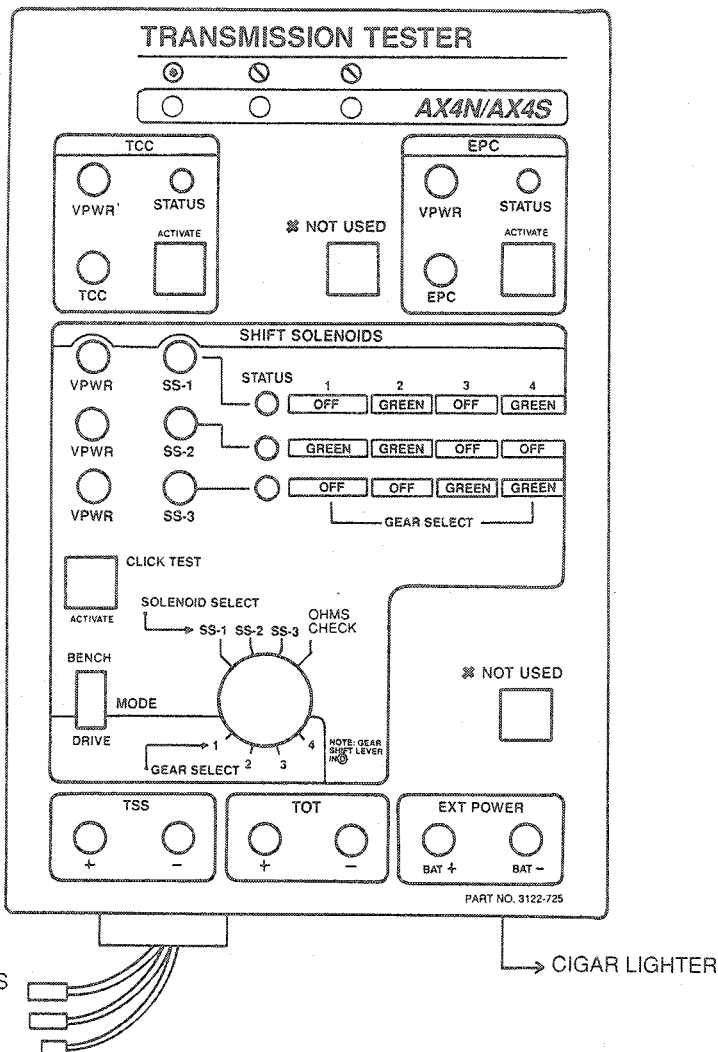 TRANSMISSION TESTER
AX4N/AX4S
TCC
VPWR
STATUS
ACTIVATE
TCC
NOT USED
EPC
VPWR
STATUS
ACTIVATE
EPC
SHIFT SOLENOIDS
VPWR SS-1 STATUS 1 2 3 4
OFF GREEN OFF GREEN
VPWR SS-2
GREEN GREEN OFF OFF
VPWR SS-3
OFF OFF GREEN GREEN
GEAR SELECT
CLICK TEST
ACTIVATE
SOLENOID SELECT
SS-1 SS-2 SS-3 OHMS
CHECK
BENCH
MODE
DRIVE
1 2 3 4
GEAR SELECT
NOTE: GEAR
SHIFT LEVER
IN D
NOT USED
TSS
+ −
TOT
+ −
EXT POWER
BAT + BAT −
PART NO. 3122-725
CIGAR LIGHTER
S